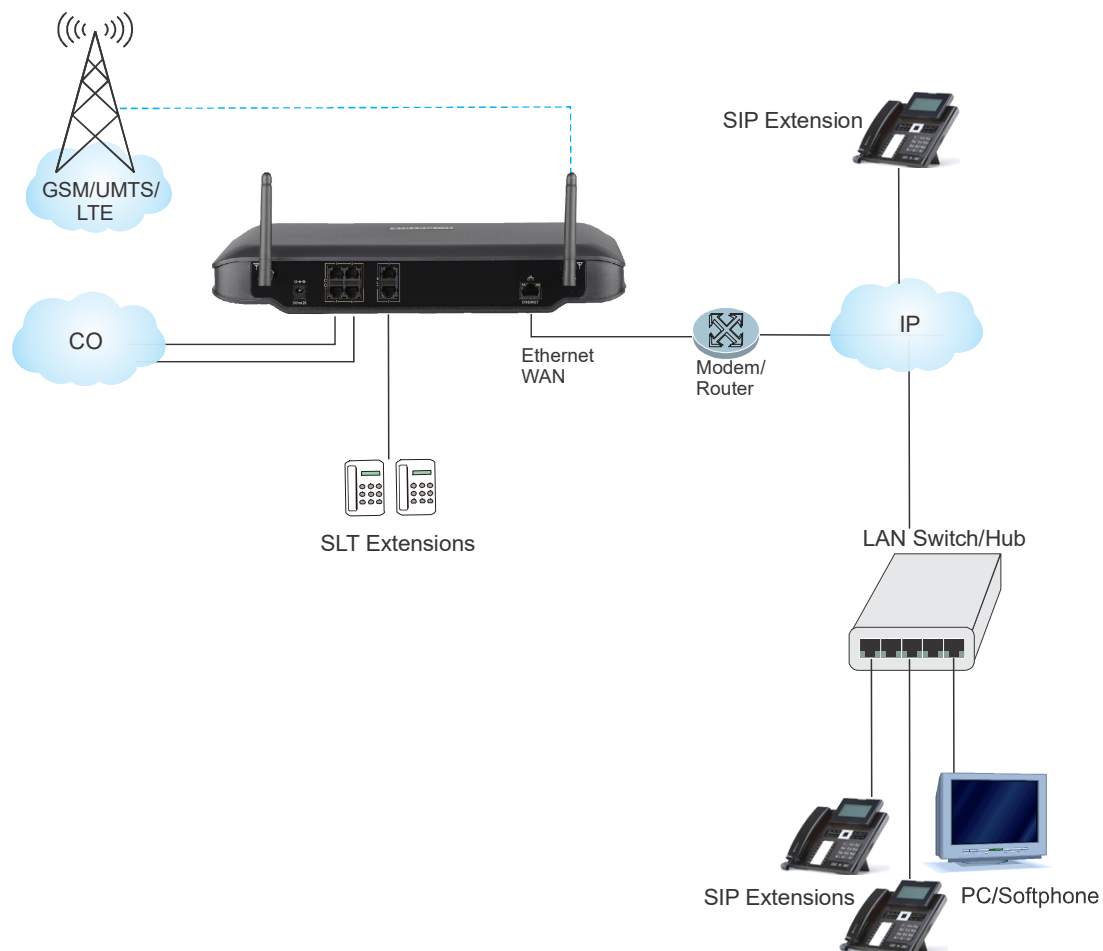 SIP Extension
GSM/UMTS/
LTE
CO
IP
Ethernet
WAN
Modem/
Router
ETHERNET
SLT Extensions
LAN Switch/Hub
SIP Extensions
PC/Softphone